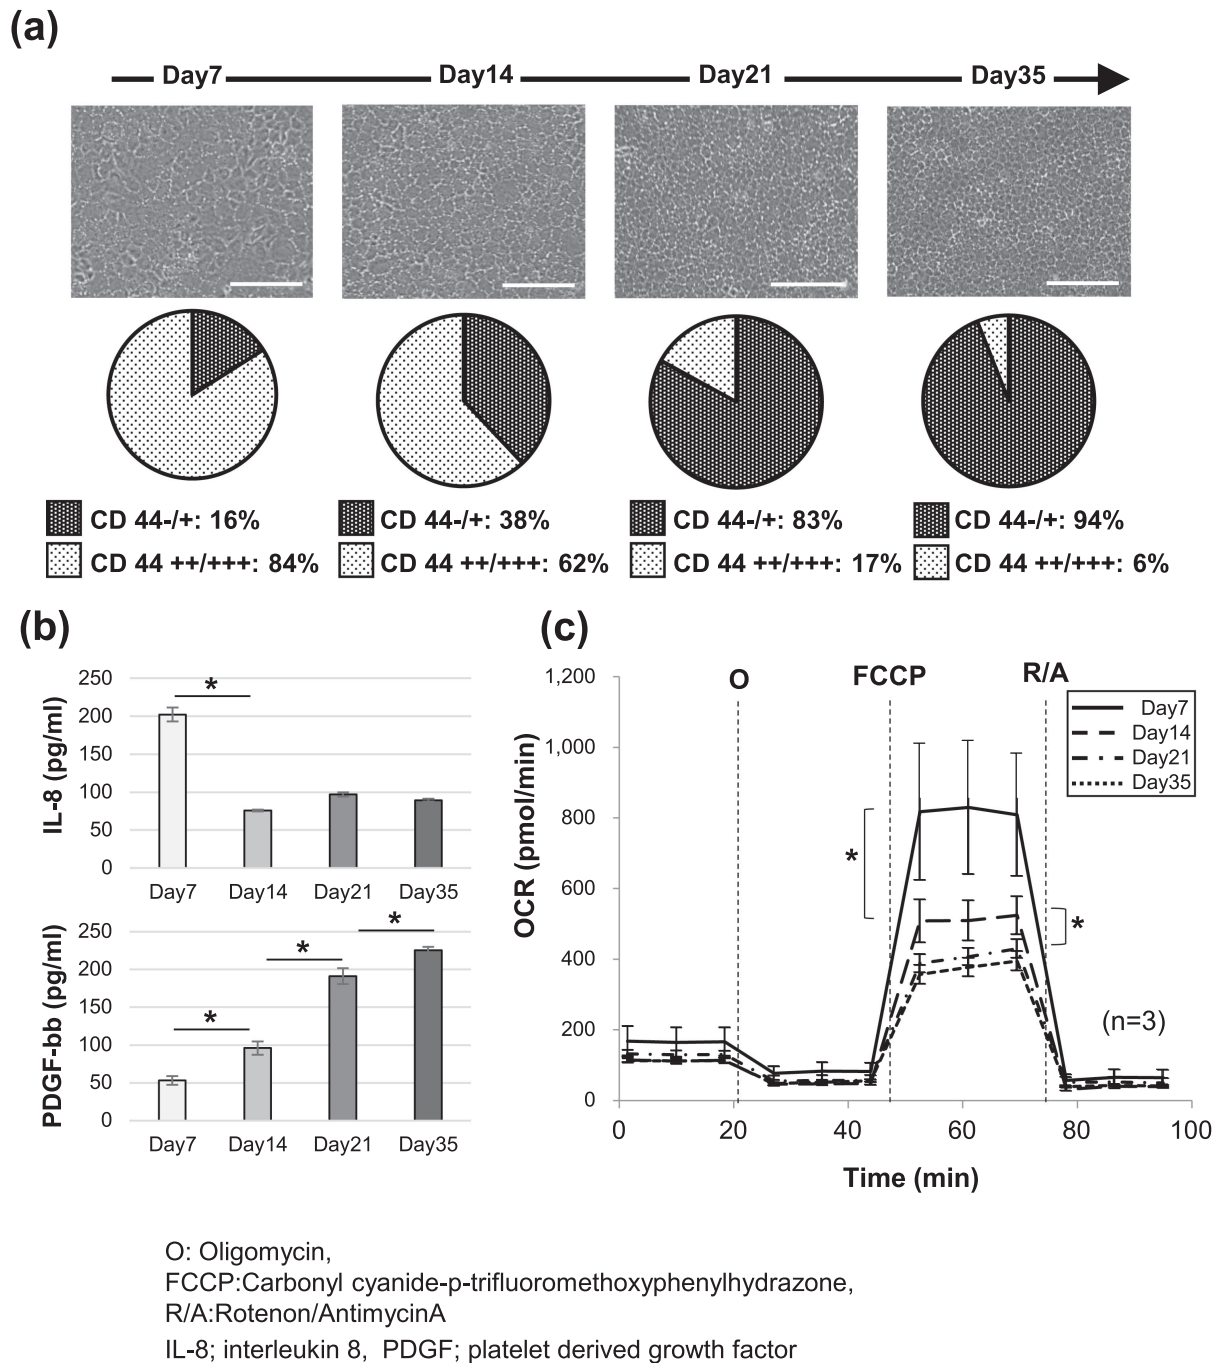 (a)
Day7 Day14 Day21 Day35
CD 44-/+: 16% CD 44-/+: 38% CD 44-/+: 83% CD 44-/+: 94%
CD 44 ++/+++: 84% CD 44 ++/+++: 62% CD 44 ++/+++: 17% CD 44 ++/+++: 6%
(b)
IL-8 (pg/ml)
250
200
150
100
50
0
*
Day7 Day14 Day21 Day35
PDGF-bb (pg/ml)
250
200
150
100
50
0
* * *
Day7 Day14 Day21 Day35
(c)
OCR (pmol/min)
1,200
1,000
800
600
400
200
0
O FCCP R/A
Day7
Day14
Day21
Day35
*
*
(n=3)
0 20 40 60 80 100
Time (min)
O: Oligomycin,
FCCP:Carbonyl cyanide-p-trifluoromethoxyphenylhydrazone,
R/A:Rotenon/AntimycinA
IL-8; interleukin 8, PDGF; platelet derived growth factor